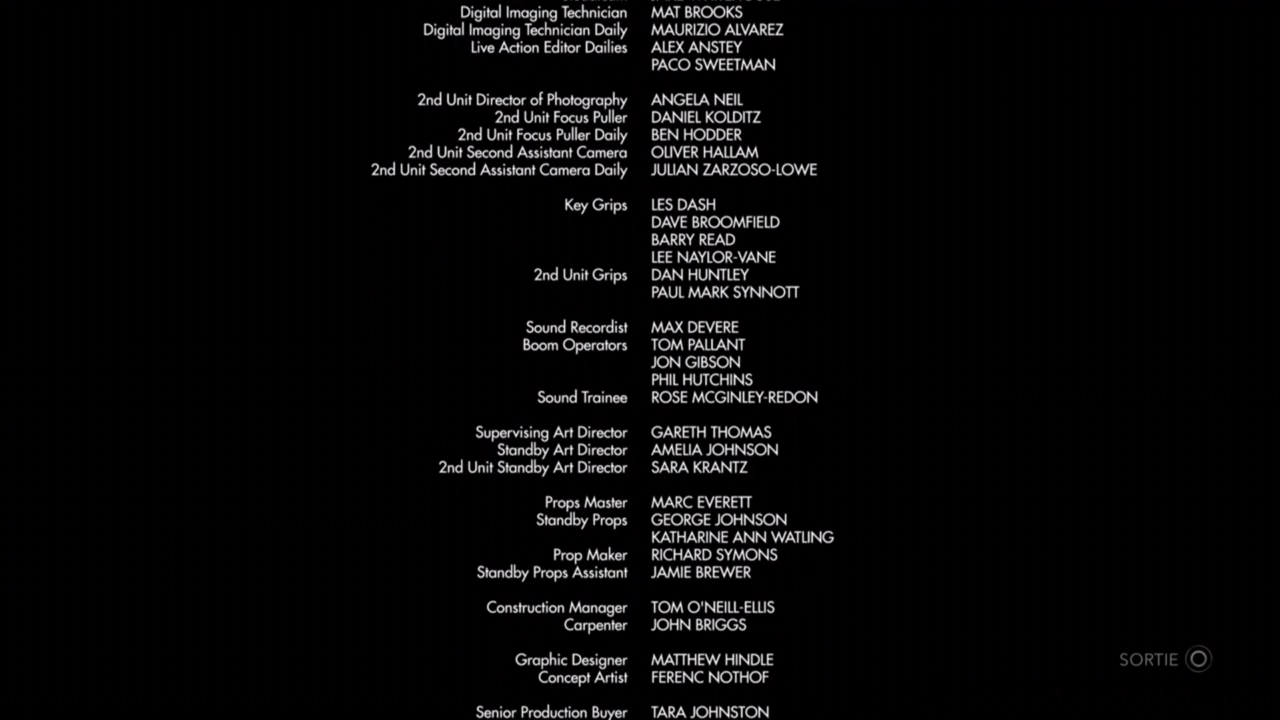 Digital Imaging Technician MAT BROOKS
Digital Imaging Technician Daily MAURIZIO ALVAREZ
Live Action Editor Dailies ALEX ANSTEY
PACO SWEETMAN
2nd Unit Director of Photography ANGELA NEIL
2nd Unit Focus Puller DANIEL KOLDITZ
2nd Unit Focus Puller Daily BEN HODDER
2nd Unit Second Assistant Camera OLIVER HALLAM
2nd Unit Second Assistant Camera Daily JULIAN ZARZOSO-LOWE
Key Grips LES DASH
DAVE BROOMFIELD
BARRY READ
LEE NAYLOR-VANE
2nd Unit Grips DAN HUNTLEY
PAUL MARK SYNNOTT
Sound Recordist MAX DEVERE
Boom Operators TOM PALLANT
JON GIBSON
PHIL HUTCHINS
Sound Trainee ROSE MCGINLEY-REDON
Supervising Art Director GARETH THOMAS
Standby Art Director AMELIA JOHNSON
2nd Unit Standby Art Director SARA KRANTZ
Props Master MARC EVERETT
Standby Props GEORGE JOHNSON
KATHARINE ANN WATLING
Prop Maker RICHARD SYMONS
Standby Props Assistant JAMIE BREWER
Construction Manager TOM O'NEILL-ELLIS
Carpenter JOHN BRIGGS
Graphic Designer MATTHEW HINDLE
Concept Artist FERENC NOTHOF
Senior Production Buyer TARA JOHNSTON
SORTIE